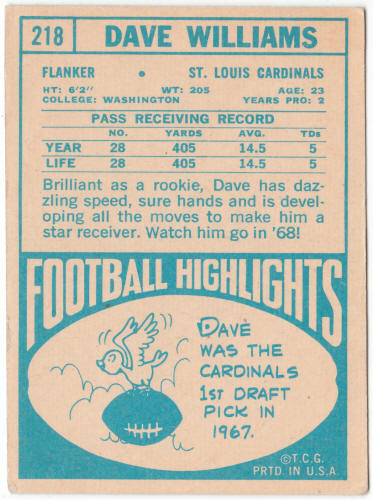 218 DAVE WILLIAMS
FLANKER • ST. LOUIS CARDINALS
HT: 6'2" WT: 205 AGE: 23
COLLEGE: WASHINGTON YEARS PRO: 2
PASS RECEIVING RECORD
NO. YARDS AVG. TDs
YEAR 28 405 14.5 5
LIFE 28 405 14.5 5
Brilliant as a rookie, Dave has daz-
zling speed, sure hands and is devel-
oping all the moves to make him a
star receiver. Watch him go in '68!
FOOTBALL HIGHLIGHTS
DAVE
WAS THE
CARDINALS
1ST DRAFT
PICK IN
1967.
©T.C.G.
PRTD. IN U.S.A.